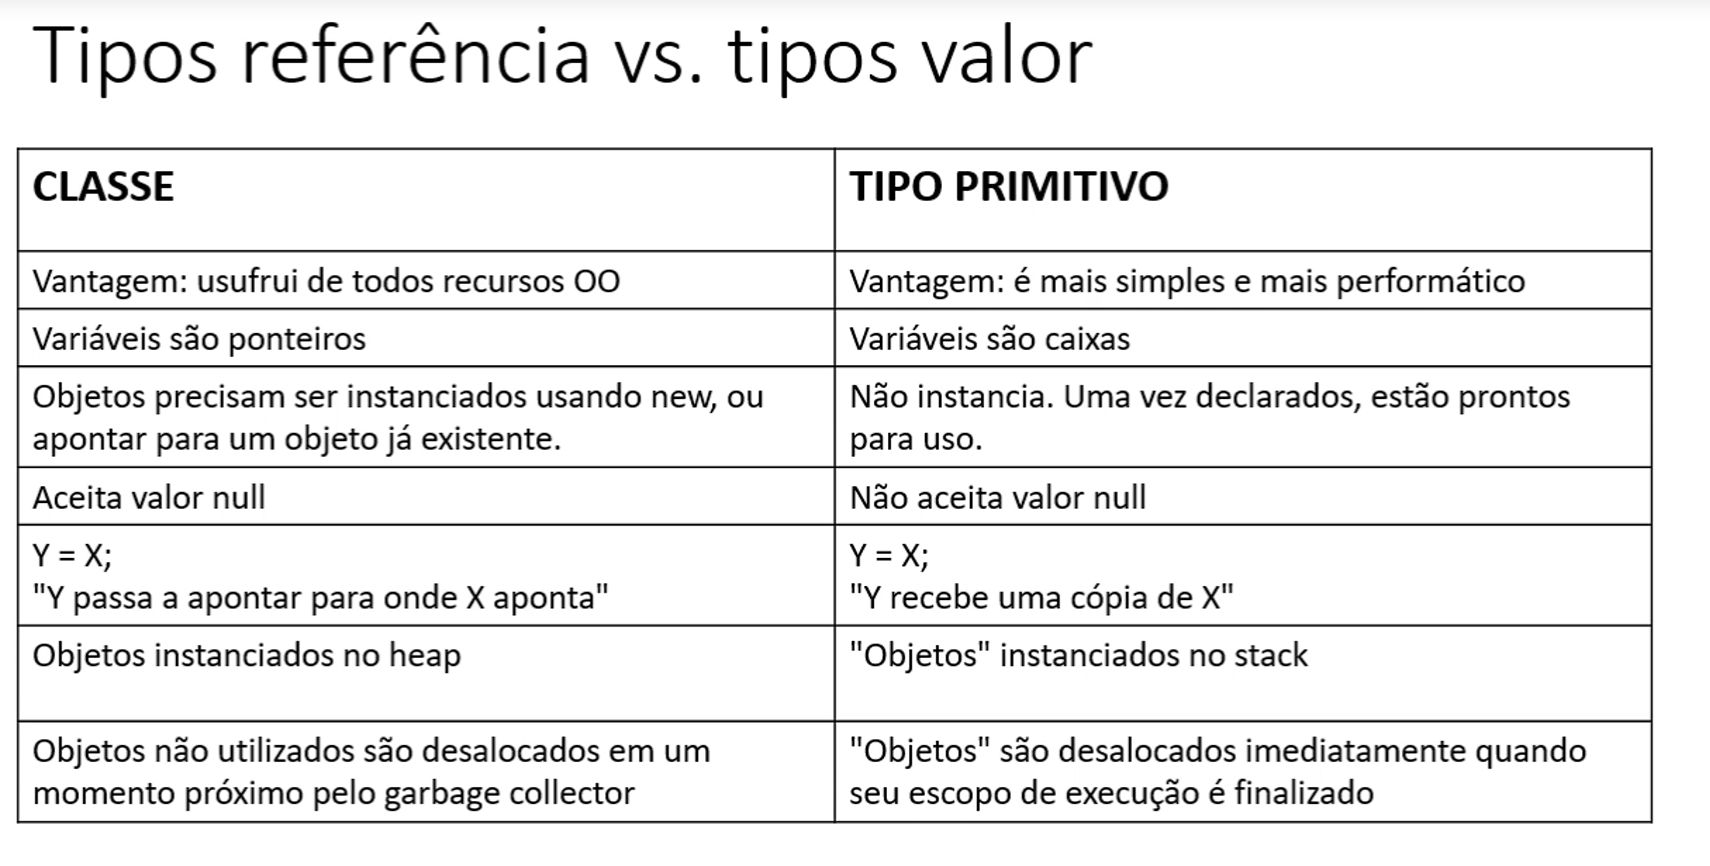 Tipos referência vs. tipos valor
CLASSE
TIPO PRIMITIVO
Vantagem: usufrui de todos recursos OO
Vantagem: é mais simples e mais performático
Variáveis são ponteiros
Variáveis são caixas
Objetos precisam ser instanciados usando new, ou
apontar para um objeto já existente.
Não instancia. Uma vez declarados, estão prontos
para uso.
Aceita valor null
Não aceita valor null
Y = X;
"Y passa a apontar para onde X aponta"
Y = X;
"Y recebe uma cópia de X"
Objetos instanciados no heap
"Objetos" instanciados no stack
Objetos não utilizados são desalocados em um
momento próximo pelo garbage collector
"Objetos" são desalocados imediatamente quando
seu escopo de execução é finalizado